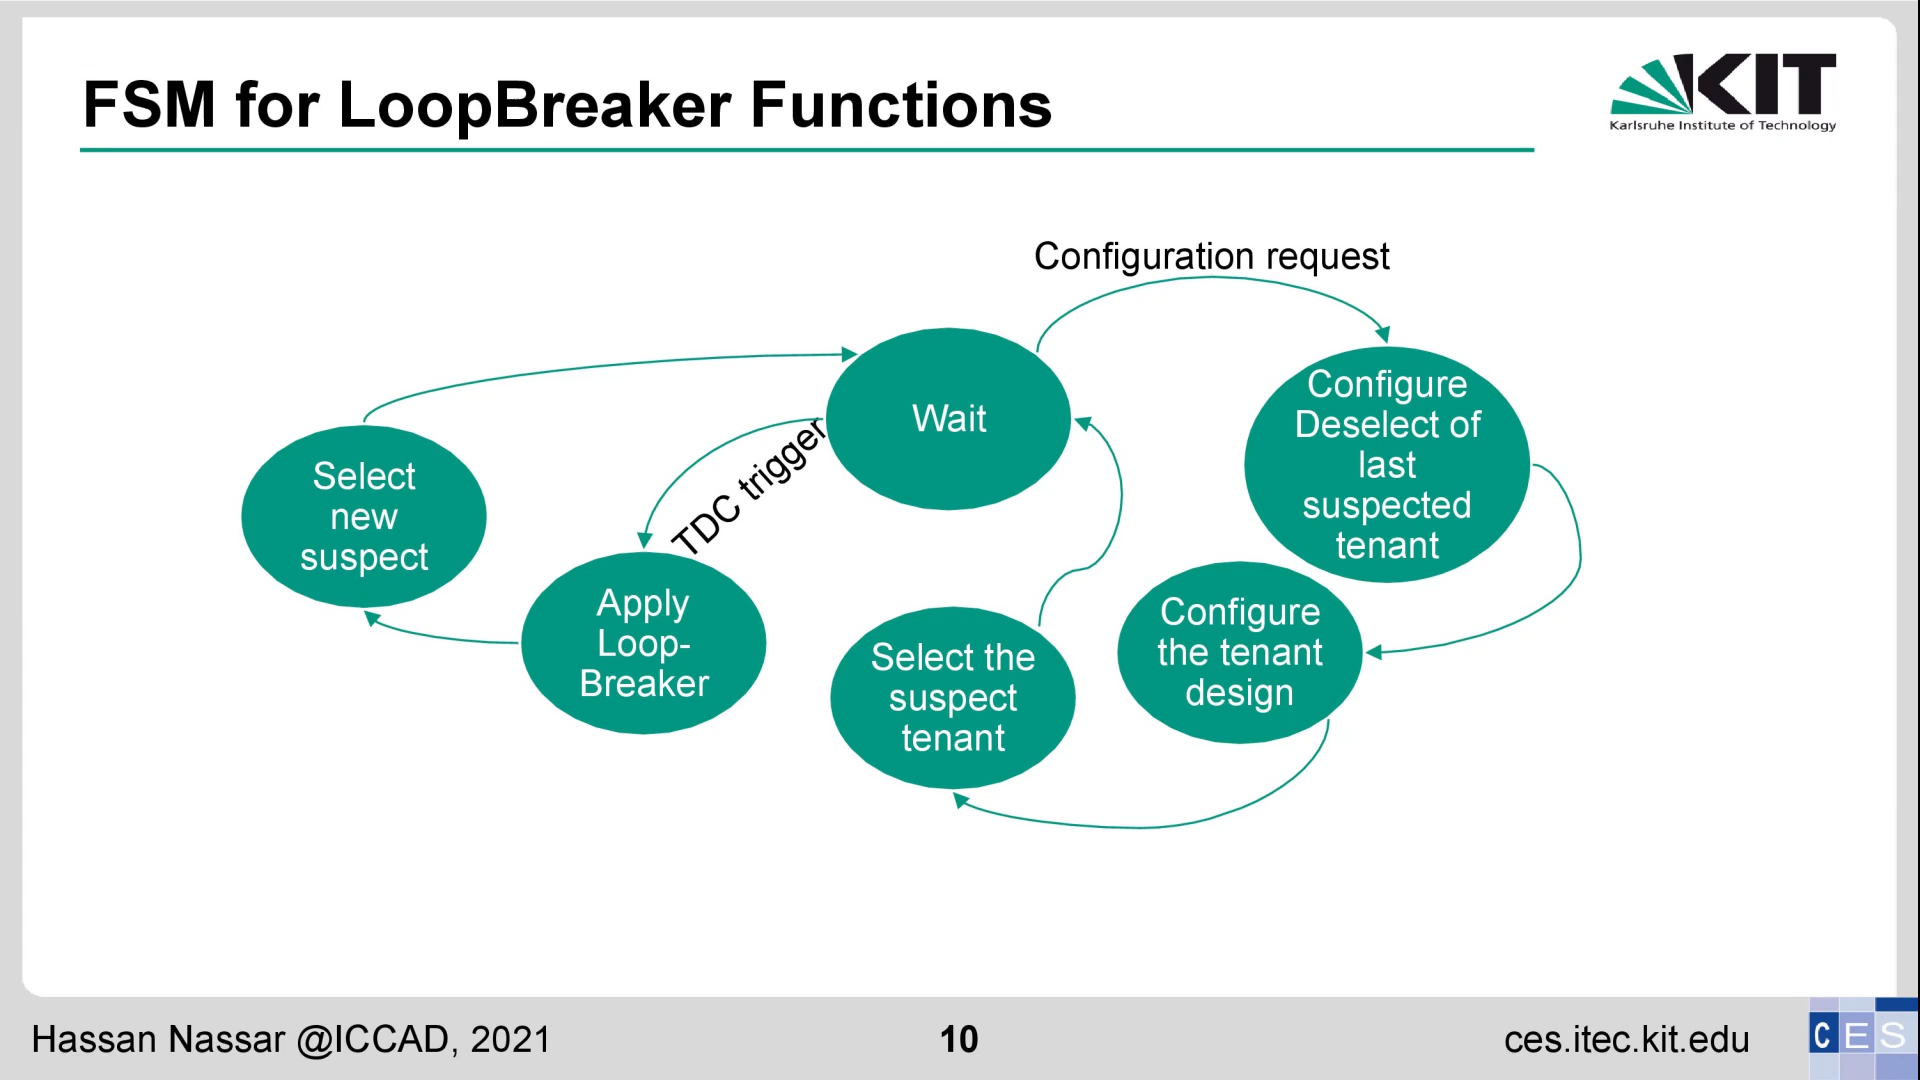 FSM for LoopBreaker Functions
KIT
Karlsruhe Institute of Technology
Configuration request
Wait
Configure
Deselect of
last
suspected
tenant
TDC trigger
Select
new
suspect
Apply
Loop-
Breaker
Select the
suspect
tenant
Configure
the tenant
design
Hassan Nassar @ICCAD, 2021
10
ces.itec.kit.edu
CES